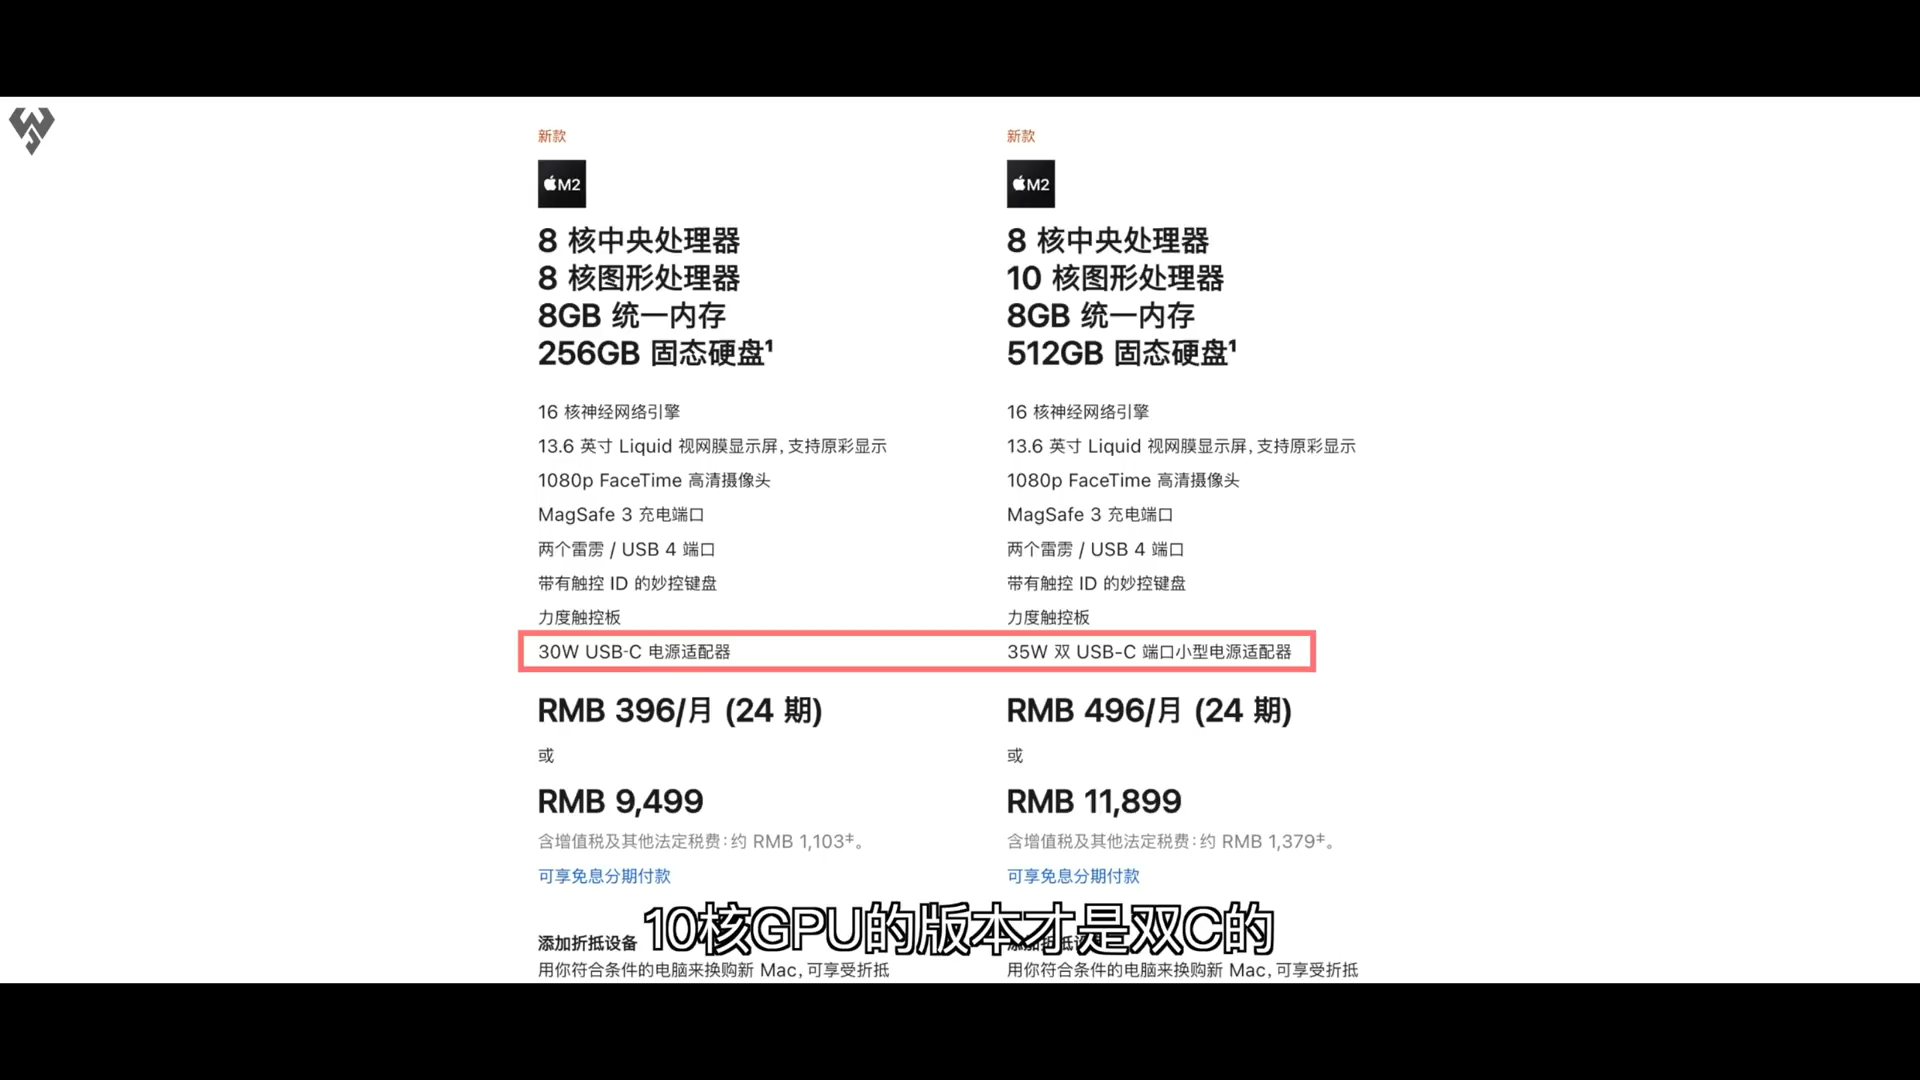 新款
M2
8 核中央处理器
8 核图形处理器
8GB 统一内存
256GB 固态硬盘¹
16 核神经网络引擎
13.6 英寸 Liquid 视网膜显示屏,支持原彩显示
1080p FaceTime 高清摄像头
MagSafe 3 充电端口
两个雷雳 / USB 4 端口
带有触控 ID 的妙控键盘
力度触控板
30W USB-C 电源适配器
RMB 396/月 (24 期)
或
RMB 9,499
含增值税及其他法定税费:约 RMB 1,103‡。
可享免息分期付款
添加折抵设备
用你符合条件的电脑来换购新 Mac,可享受折抵
新款
M2
8 核中央处理器
10 核图形处理器
8GB 统一内存
512GB 固态硬盘¹
16 核神经网络引擎
13.6 英寸 Liquid 视网膜显示屏,支持原彩显示
1080p FaceTime 高清摄像头
MagSafe 3 充电端口
两个雷雳 / USB 4 端口
带有触控 ID 的妙控键盘
力度触控板
35W 双 USB-C 端口小型电源适配器
RMB 496/月 (24 期)
或
RMB 11,899
含增值税及其他法定税费:约 RMB 1,379‡。
可享免息分期付款
用你符合条件的电脑来换购新 Mac,可享受折抵
10核GPU的版本才是双C的